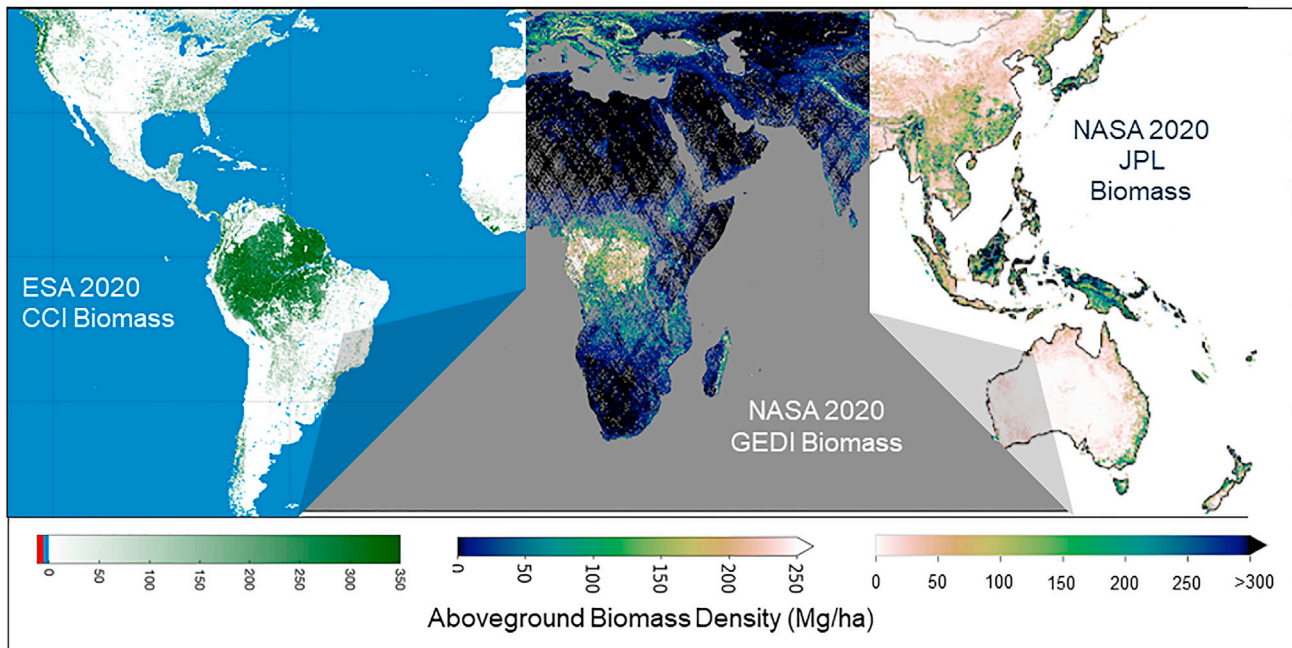 ESA 2020
CCI Biomass
NASA 2020
GEDI Biomass
NASA 2020
JPL
Biomass
0 50 100 150 200 250 300 350
0 50 100 150 200 250
0 50 100 150 200 250 >300
Aboveground Biomass Density (Mg/ha)